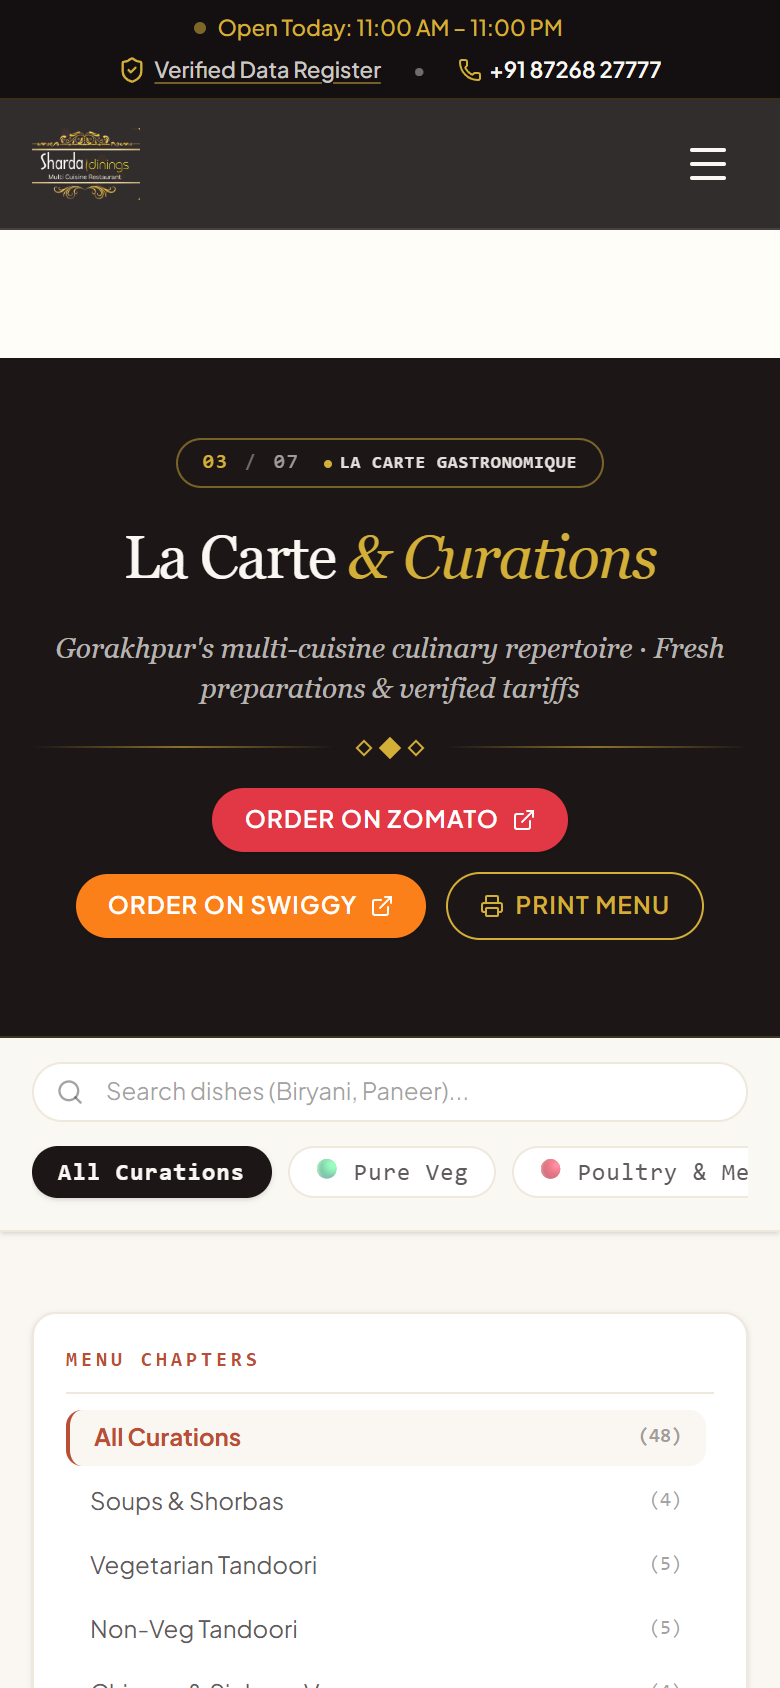 Open Today: 11:00 AM – 11:00 PM
Verified Data Register • +91 87268 27777
Sharda dinings
Multi Cuisine Restaurant
03 / 07 • LA CARTE GASTRONOMIQUE
La Carte & Curations
Gorakhpur's multi-cuisine culinary repertoire · Fresh
preparations & verified tariffs
ORDER ON ZOMATO
ORDER ON SWIGGY
PRINT MENU
Search dishes (Biryani, Paneer)...
All Curations
Pure Veg
Poultry & Me
MENU CHAPTERS
All Curations (48)
Soups & Shorbas (4)
Vegetarian Tandoori (5)
Non-Veg Tandoori (5)